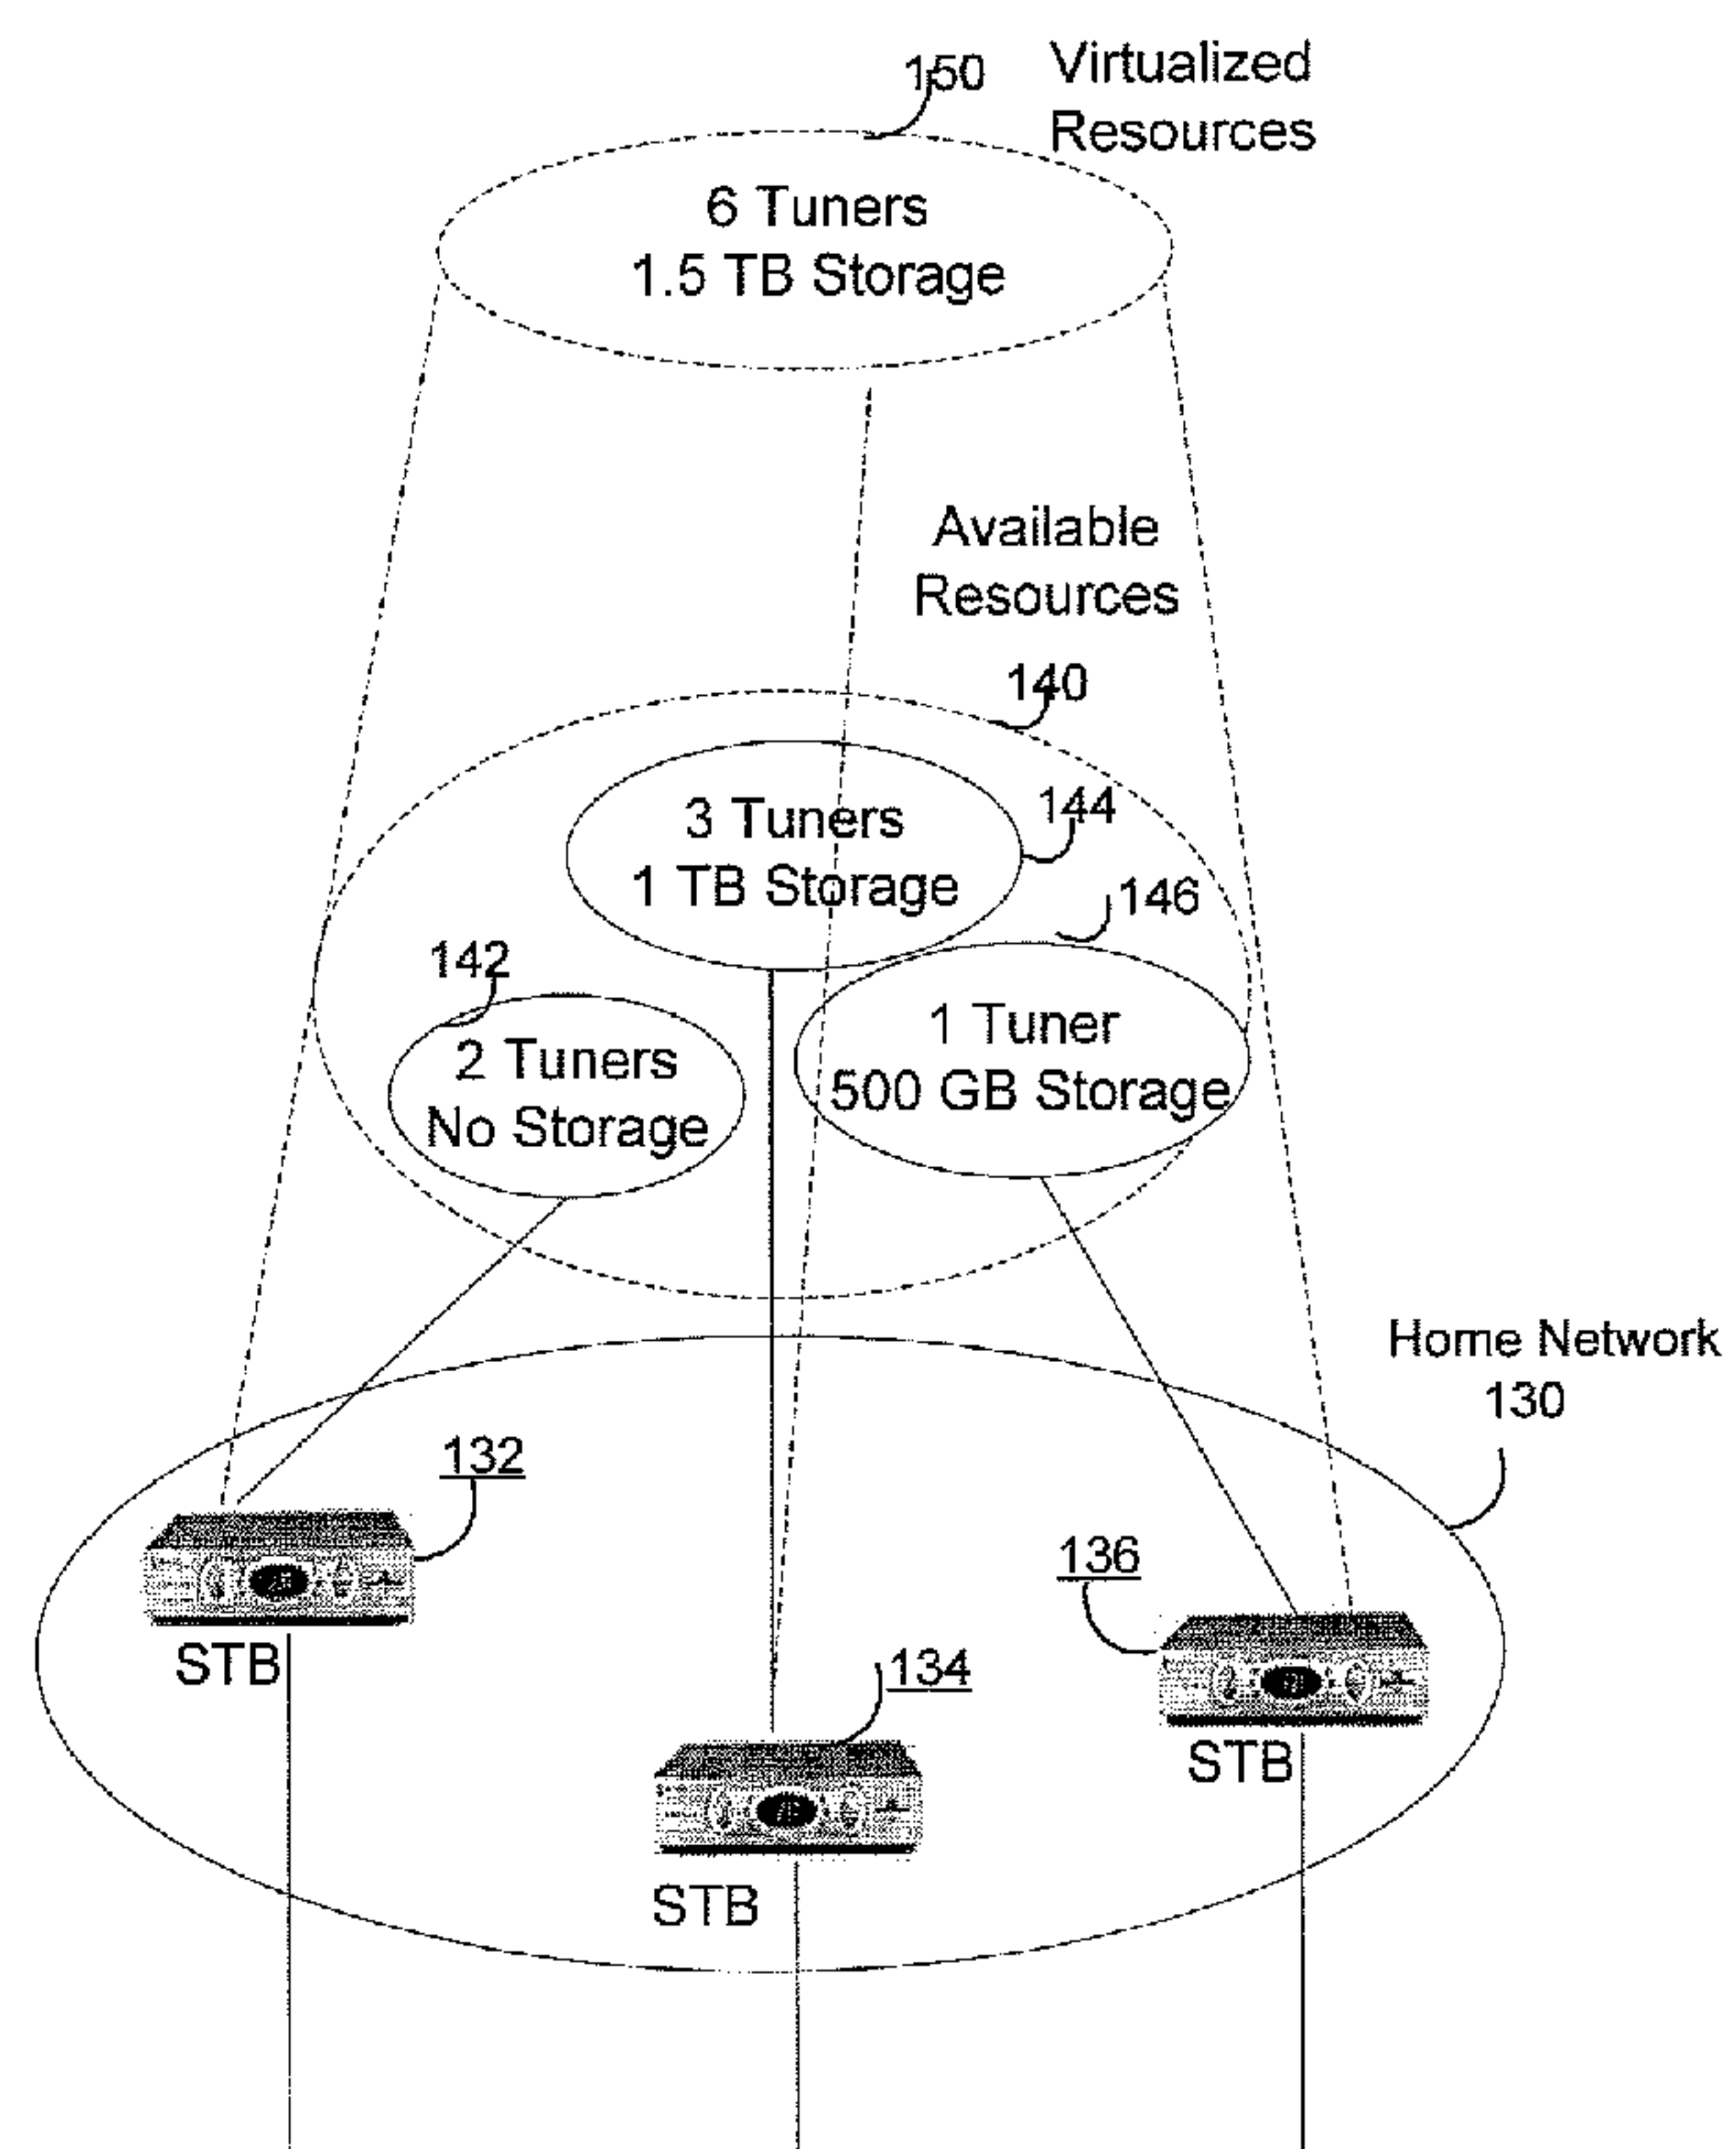 150
Virtualized
Resources
6 Tuners
1.5 TB Storage
Available
Resources
140
3 Tuners
1 TB Storage
144
146
142
2 Tuners
No Storage
1 Tuner
500 GB Storage
Home Network
130
132
STB
136
STB
134
STB